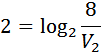 2 = log₂ 8/V₂